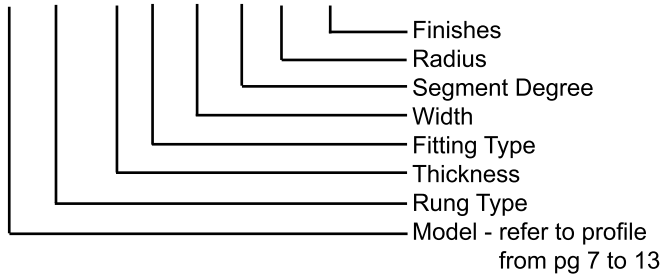 Finishes
Radius
Segment Degree
Width
Fitting Type
Thickness
Rung Type
Model - refer to profile
from pg 7 to 13